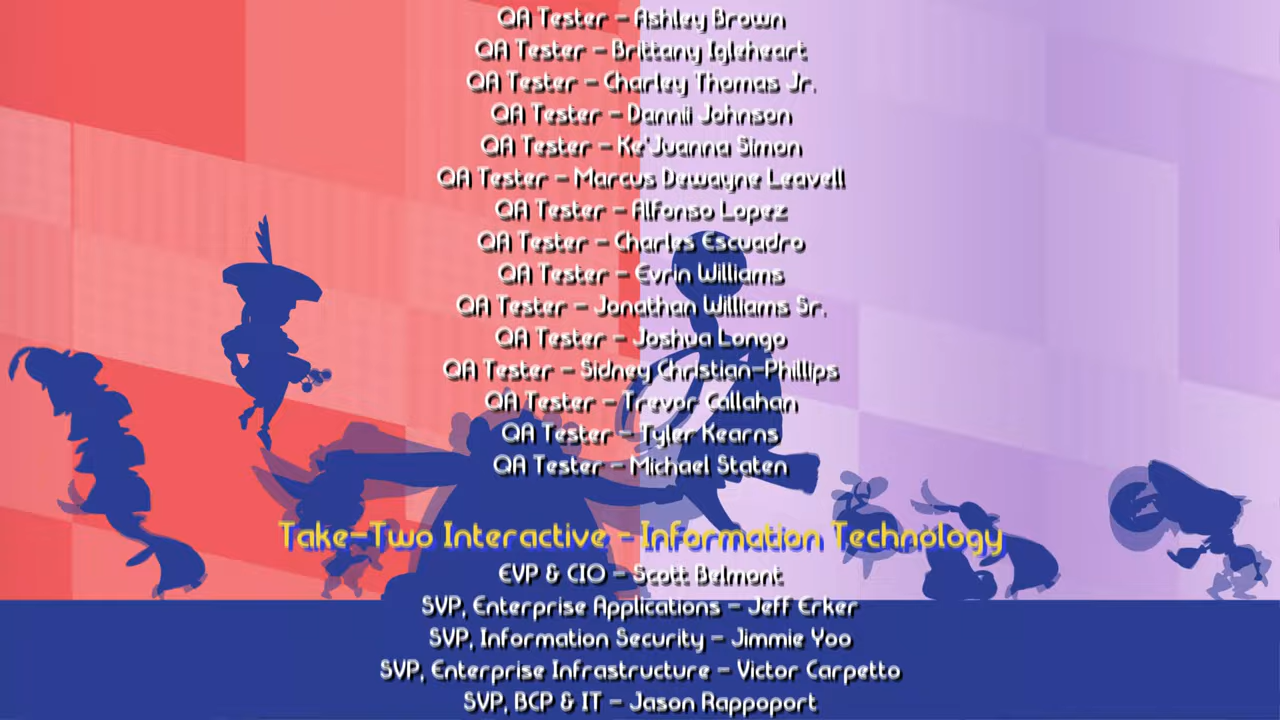 QA Tester – Ashley Brown
QA Tester – Brittany Igleheart
QA Tester – Charley Thomas Jr.
QA Tester – Dannii Johnson
QA Tester – Ke'Juanna Simon
QA Tester – Marcus Dewayne Leavell
QA Tester – Alfonso Lopez
QA Tester – Charles Escuadro
QA Tester – Evrin Williams
QA Tester – Jonathan Williams Sr.
QA Tester – Joshua Longo
QA Tester – Sidney Christian-Phillips
QA Tester – Trevor Callahan
QA Tester – Tyler Kearns
QA Tester – Michael Staten
Take-Two Interactive - Information Technology
EVP & CIO – Scott Belmont
SVP, Enterprise Applications – Jeff Erker
SVP, Information Security – Jimmie Yoo
SVP, Enterprise Infrastructure – Victor Carpetto
SVP, BCP & IT – Jason Rappoport